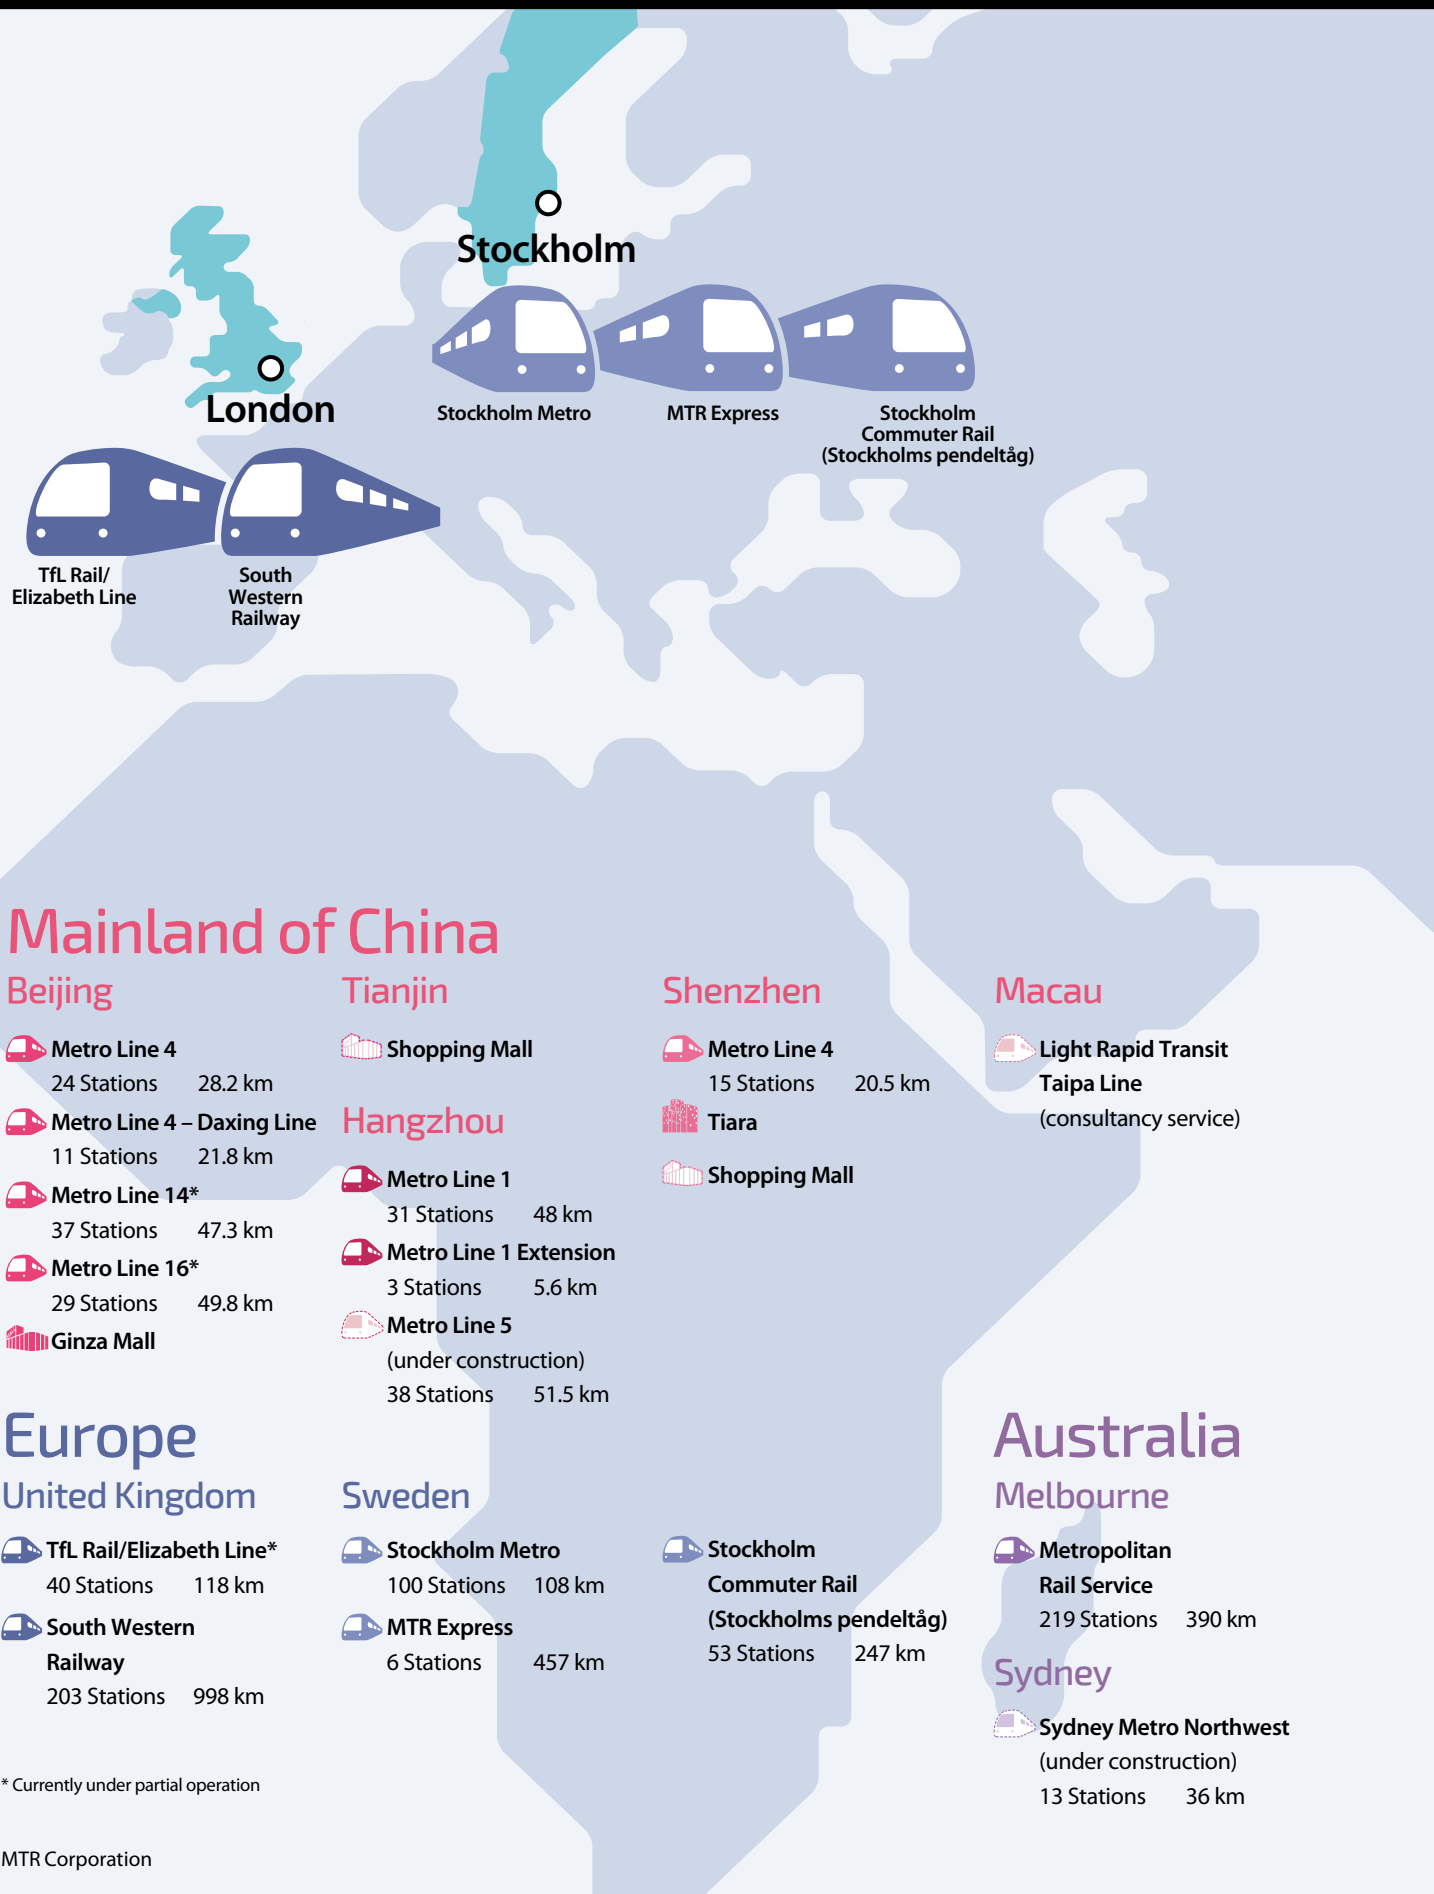 Stockholm
London
Stockholm Metro
MTR Express
Stockholm
Commuter Rail
(Stockholms pendeltåg)
TfL Rail/
Elizabeth Line
South
Western
Railway
Mainland of China
Beijing
Metro Line 4
24 Stations 28.2 km
Metro Line 4 – Daxing Line
11 Stations 21.8 km
Metro Line 14*
37 Stations 47.3 km
Metro Line 16*
29 Stations 49.8 km
Ginza Mall
Tianjin
Shopping Mall
Hangzhou
Metro Line 1
31 Stations 48 km
Metro Line 1 Extension
3 Stations 5.6 km
Metro Line 5
(under construction)
38 Stations 51.5 km
Shenzhen
Metro Line 4
15 Stations 20.5 km
Tiara
Shopping Mall
Macau
Light Rapid Transit
Taipa Line
(consultancy service)
Europe
United Kingdom
TfL Rail/Elizabeth Line*
40 Stations 118 km
South Western
Railway
203 Stations 998 km
Sweden
Stockholm Metro
100 Stations 108 km
MTR Express
6 Stations 457 km
Stockholm
Commuter Rail
(Stockholms pendeltåg)
53 Stations 247 km
Australia
Melbourne
Metropolitan
Rail Service
219 Stations 390 km
Sydney
Sydney Metro Northwest
(under construction)
13 Stations 36 km
* Currently under partial operation
MTR Corporation